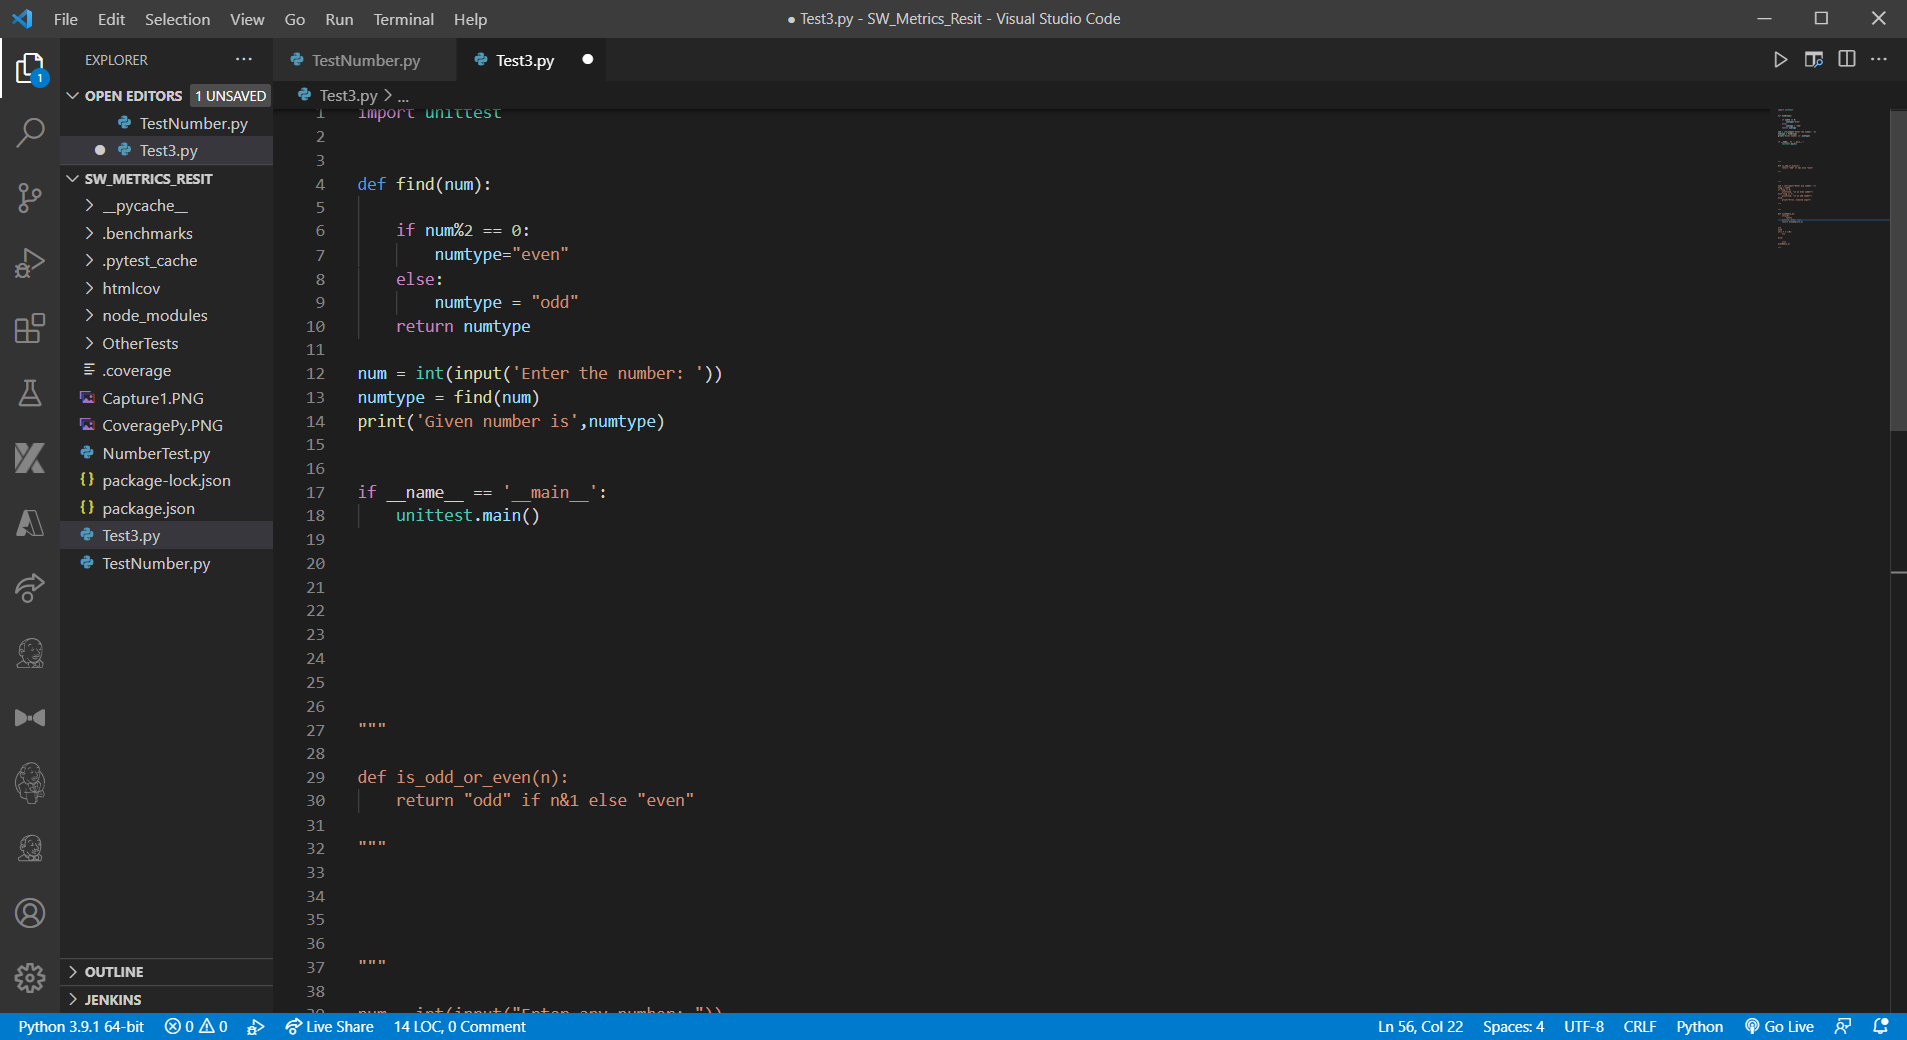 File Edit Selection View Go Run Terminal Help
● Test3.py - SW_Metrics_Resit - Visual Studio Code
1
EXPLORER
OPEN EDITORS 1 UNSAVED
TestNumber.py
Test3.py
SW_METRICS_RESIT
__pycache__
.benchmarks
.pytest_cache
htmlcov
node_modules
OtherTests
.coverage
Capture1.PNG
CoveragePy.PNG
NumberTest.py
package-lock.json
package.json
Test3.py
TestNumber.py
OUTLINE
JENKINS
TestNumber.py Test3.py
Test3.py > ...
1 import unittest
2
3
4 def find(num):
5
6 if num%2 == 0:
7 numtype="even"
8 else:
9 numtype = "odd"
10 return numtype
11
12 num = int(input('Enter the number: '))
13 numtype = find(num)
14 print('Given number is',numtype)
15
16
17 if __name__ == '__main__':
18 unittest.main()
19
20
21
22
23
24
25
26
27 """
28
29 def is_odd_or_even(n):
30 return "odd" if n&1 else "even"
31
32 """
33
34
35
36
37 """
38
39 num = int(input("Enter any number: "))
Python 3.9.1 64-bit 0 0 Live Share 14 LOC, 0 Comment
Ln 56, Col 22 Spaces: 4 UTF-8 CRLF Python Go Live